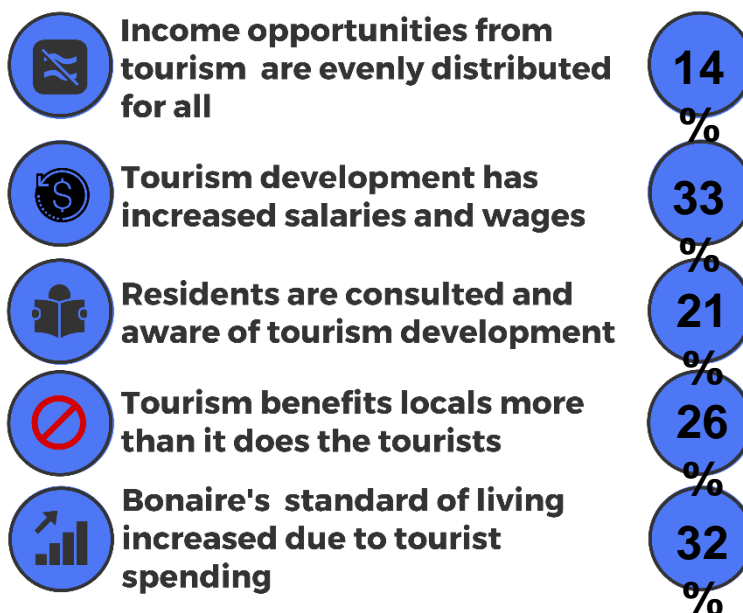 Income opportunities from
tourism are evenly distributed
for all
14
%
Tourism development has
increased salaries and wages
33
%
Residents are consulted and
aware of tourism development
21
%
Tourism benefits locals more
than it does the tourists
26
%
Bonaire's standard of living
increased due to tourist
spending
32
%